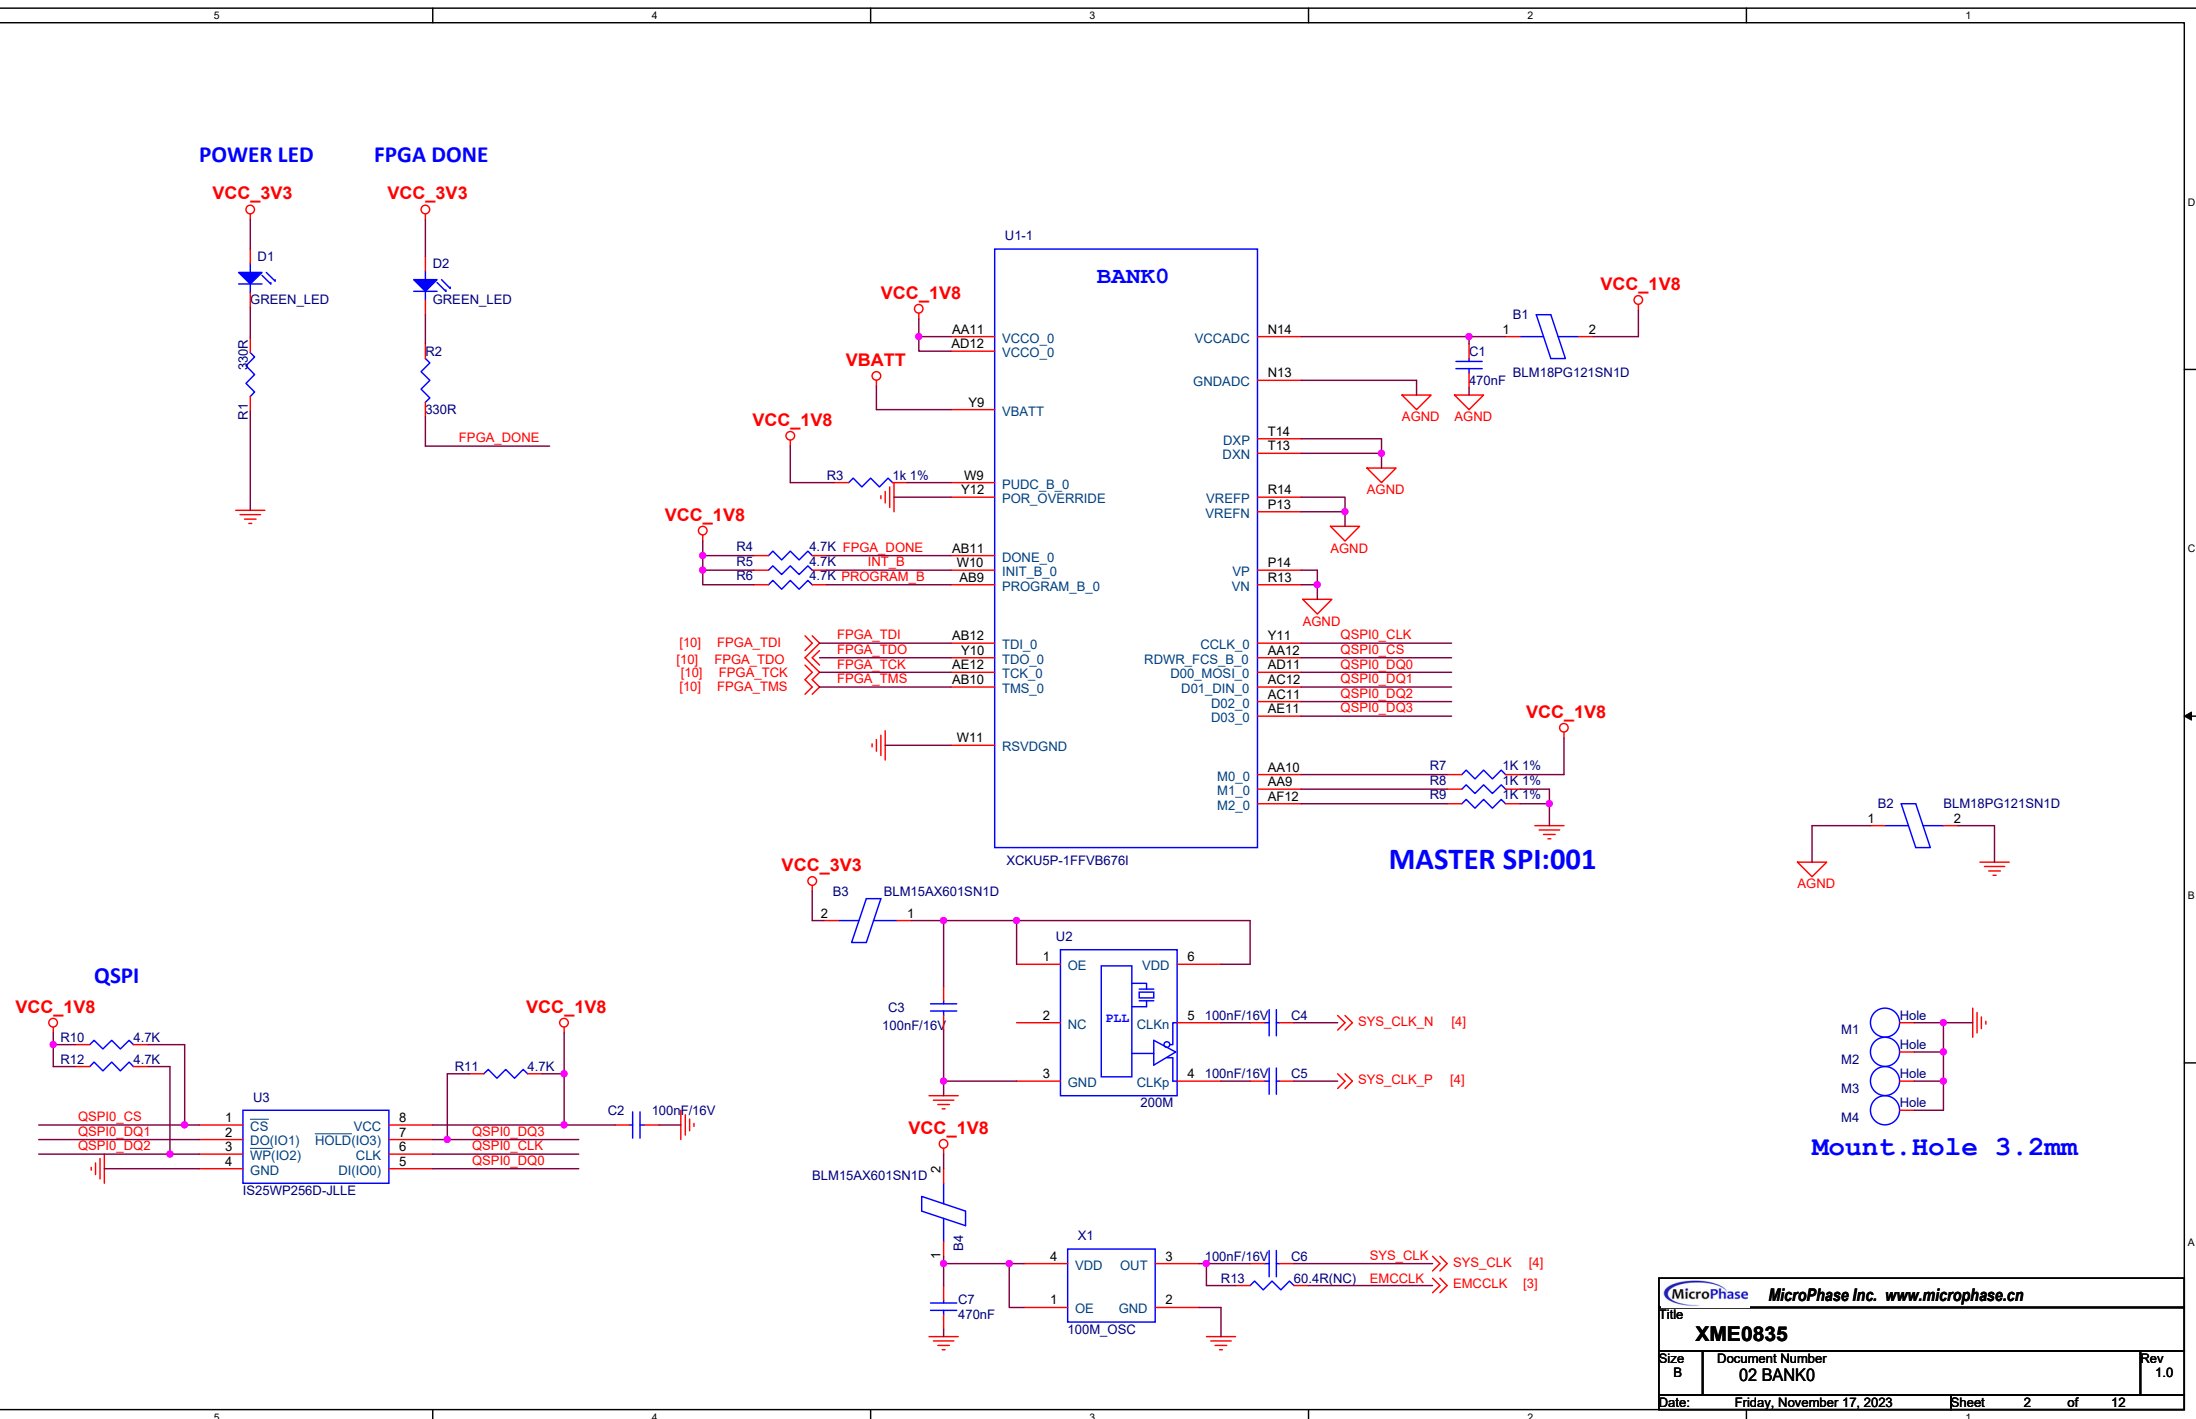 5 4 3 2 1
D
C
B
A
POWER LED
VCC_3V3
D1
GREEN_LED
330R
R1
FPGA DONE
VCC_3V3
D2
GREEN_LED
R2
330R
FPGA_DONE
U1-1
BANK0
XCKU5P-1FFVB676I
VCC_1V8
AA11 VCCO_0
AD12 VCCO_0
VBATT
Y9 VBATT
VCC_1V8
R3 1k 1% W9 PUDC_B_0
Y12 POR_OVERRIDE
VCC_1V8
R4 4.7K FPGA_DONE AB11 DONE_0
R5 4.7K INT_B W10 INIT_B_0
R6 4.7K PROGRAM_B AB9 PROGRAM_B_0
[10] FPGA_TDI FPGA_TDI AB12 TDI_0
[10] FPGA_TDO FPGA_TDO Y10 TDO_0
[10] FPGA_TCK FPGA_TCK AE12 TCK_0
[10] FPGA_TMS FPGA_TMS AB10 TMS_0
W11 RSVDGND
VCCADC N14
B1
1 2
BLM18PG121SN1D
VCC_1V8
C1
470nF
AGND
GNDADC N13
AGND
DXP T14
DXN T13
AGND
VREFP R14
VREFN P13
AGND
VP P14
VN R13
AGND
CCLK_0 Y11 QSPI0_CLK
RDWR_FCS_B_0 AA12 QSPI0_CS
D00_MOSI_0 AD11 QSPI0_DQ0
D01_DIN_0 AC12 QSPI0_DQ1
D02_0 AC11 QSPI0_DQ2
D03_0 AE11 QSPI0_DQ3
VCC_1V8
M0_0 AA10 R7 1K 1%
M1_0 AA9 R8 1K 1%
M2_0 AF12 R9 1K 1%
MASTER SPI:001
B2 BLM18PG121SN1D
1 2
AGND
VCC_3V3
B3 BLM15AX601SN1D
2 1
U2
1 OE VDD 6
2 NC PLL CLKn 5 100nF/16V C4 SYS_CLK_N [4]
3 GND CLKp 4 100nF/16V C5 SYS_CLK_P [4]
200M
C3
100nF/16V
QSPI
VCC_1V8
R10 4.7K
R12 4.7K
VCC_1V8
R11 4.7K
U3
QSPI0_CS 1 CS VCC 8
QSPI0_DQ1 2 DO(IO1) HOLD(IO3) 7 QSPI0_DQ3
QSPI0_DQ2 3 WP(IO2) CLK 6 QSPI0_CLK
4 GND DI(IO0) 5 QSPI0_DQ0
IS25WP256D-JLLE
C2 100nF/16V
VCC_1V8
BLM15AX601SN1D
2
1
B4
C7
470nF
X1
4 VDD OUT 3
1 OE GND 2
100M_OSC
100nF/16V C6 SYS_CLK SYS_CLK [4]
R13 60.4R(NC) EMCCLK EMCCLK [3]
M1 Hole
M2 Hole
M3 Hole
M4 Hole
Mount.Hole 3.2mm
MicroPhase MicroPhase Inc. www.microphase.cn
Title
XME0835
Size Document Number Rev
B 02 BANK0 1.0
Date: Friday, November 17, 2023 Sheet 2 of 12
5 4 3 2 1